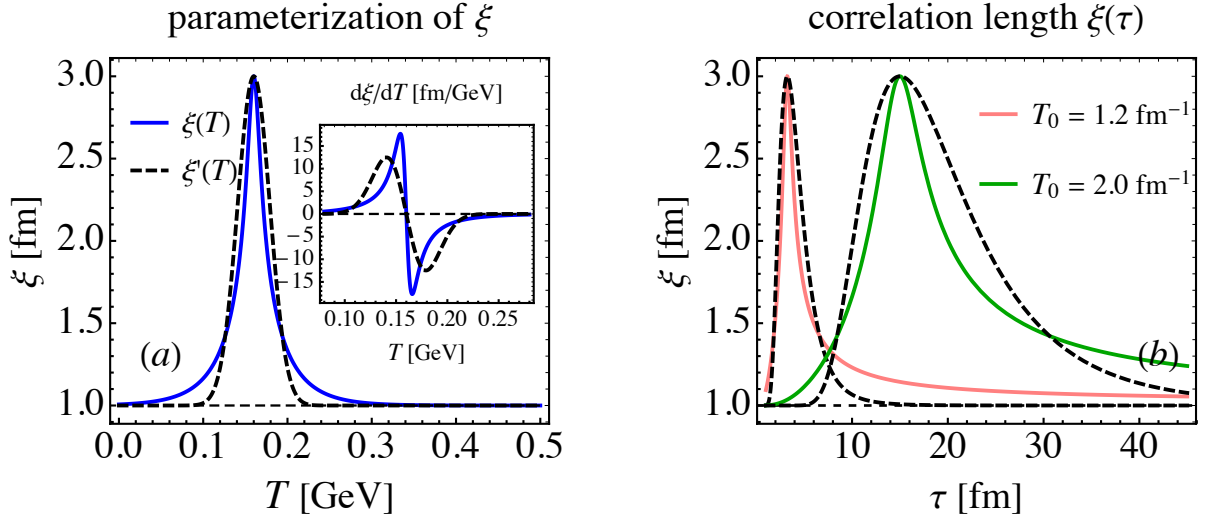 parameterization of ξ
ξ [fm]
3.0
2.5
2.0
1.5
1.0
ξ(T)
ξ'(T)
(a)
dξ/dT [fm/GeV]
15
10
5
0
−5
−10
−15
0.10 0.15 0.20 0.25
T [GeV]
0.0 0.1 0.2 0.3 0.4 0.5
T [GeV]
correlation length ξ(τ)
ξ [fm]
3.0
2.5
2.0
1.5
1.0
T₀ = 1.2 fm⁻¹
T₀ = 2.0 fm⁻¹
(b)
10 20 30 40
τ [fm]